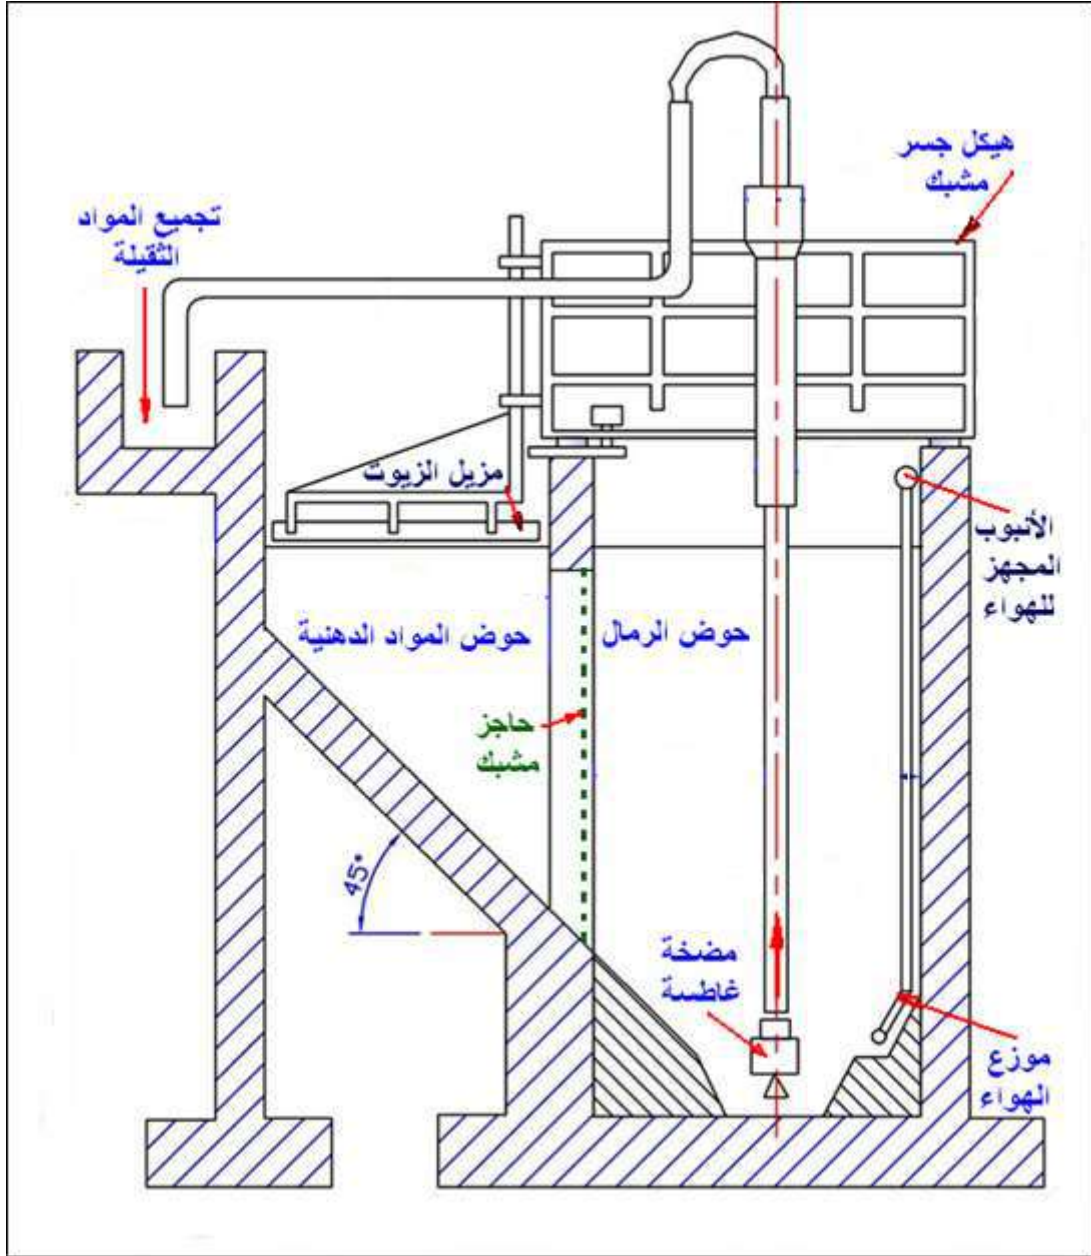 هيكل جسر
مشبك
تجميع المواد
الثقيلة
مزيل الزيوت
الأنبوب
المجهز
للهواء
حوض المواد الدهنية
حوض الرمال
حاجز
مشبك
45°
مضخة
غاطسة
موزع
الهواء